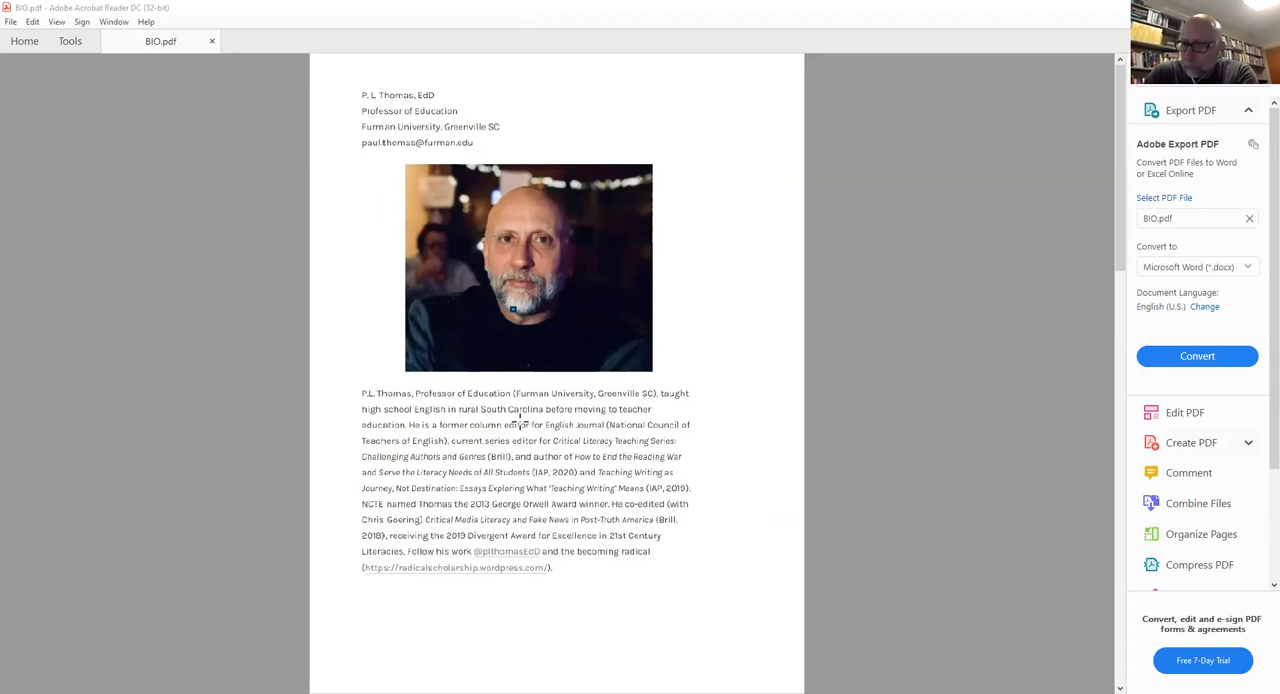 BIO.pdf - Adobe Acrobat Reader DC (32-bit)
File Edit View Sign Window Help
Home Tools BIO.pdf ×
P. L. Thomas, EdD
Professor of Education
Furman University, Greenville SC
paul.thomas@furman.edu
P.L. Thomas, Professor of Education (Furman University, Greenville SC), taught
high school English in rural South Carolina before moving to teacher
education. He is a former column editor for English Journal (National Council of
Teachers of English), current series editor for Critical Literacy Teaching Series:
Challenging Authors and Genres (Brill), and author of How to End the Reading War
and Serve the Literacy Needs of All Students (IAP, 2020) and Teaching Writing as
Journey, Not Destination: Essays Exploring What 'Teaching Writing' Means (IAP, 2019).
NCTE named Thomas the 2013 George Orwell Award winner. He co-edited (with
Chris Goering) Critical Media Literacy and Fake News in Post-Truth America (Brill,
2018), receiving the 2019 Divergent Award for Excellence in 21st Century
Literacies. Follow his work @plthomasEdD and the becoming radical
(https://radicalscholarship.wordpress.com/).
Export PDF
Adobe Export PDF
Convert PDF Files to Word
or Excel Online
Select PDF File
BIO.pdf
Convert to
Microsoft Word (*.docx)
Document Language:
English (U.S.) Change
Convert
Edit PDF
Create PDF
Comment
Combine Files
Organize Pages
Compress PDF
Convert, edit and e-sign PDF
forms & agreements
Free 7-Day Trial